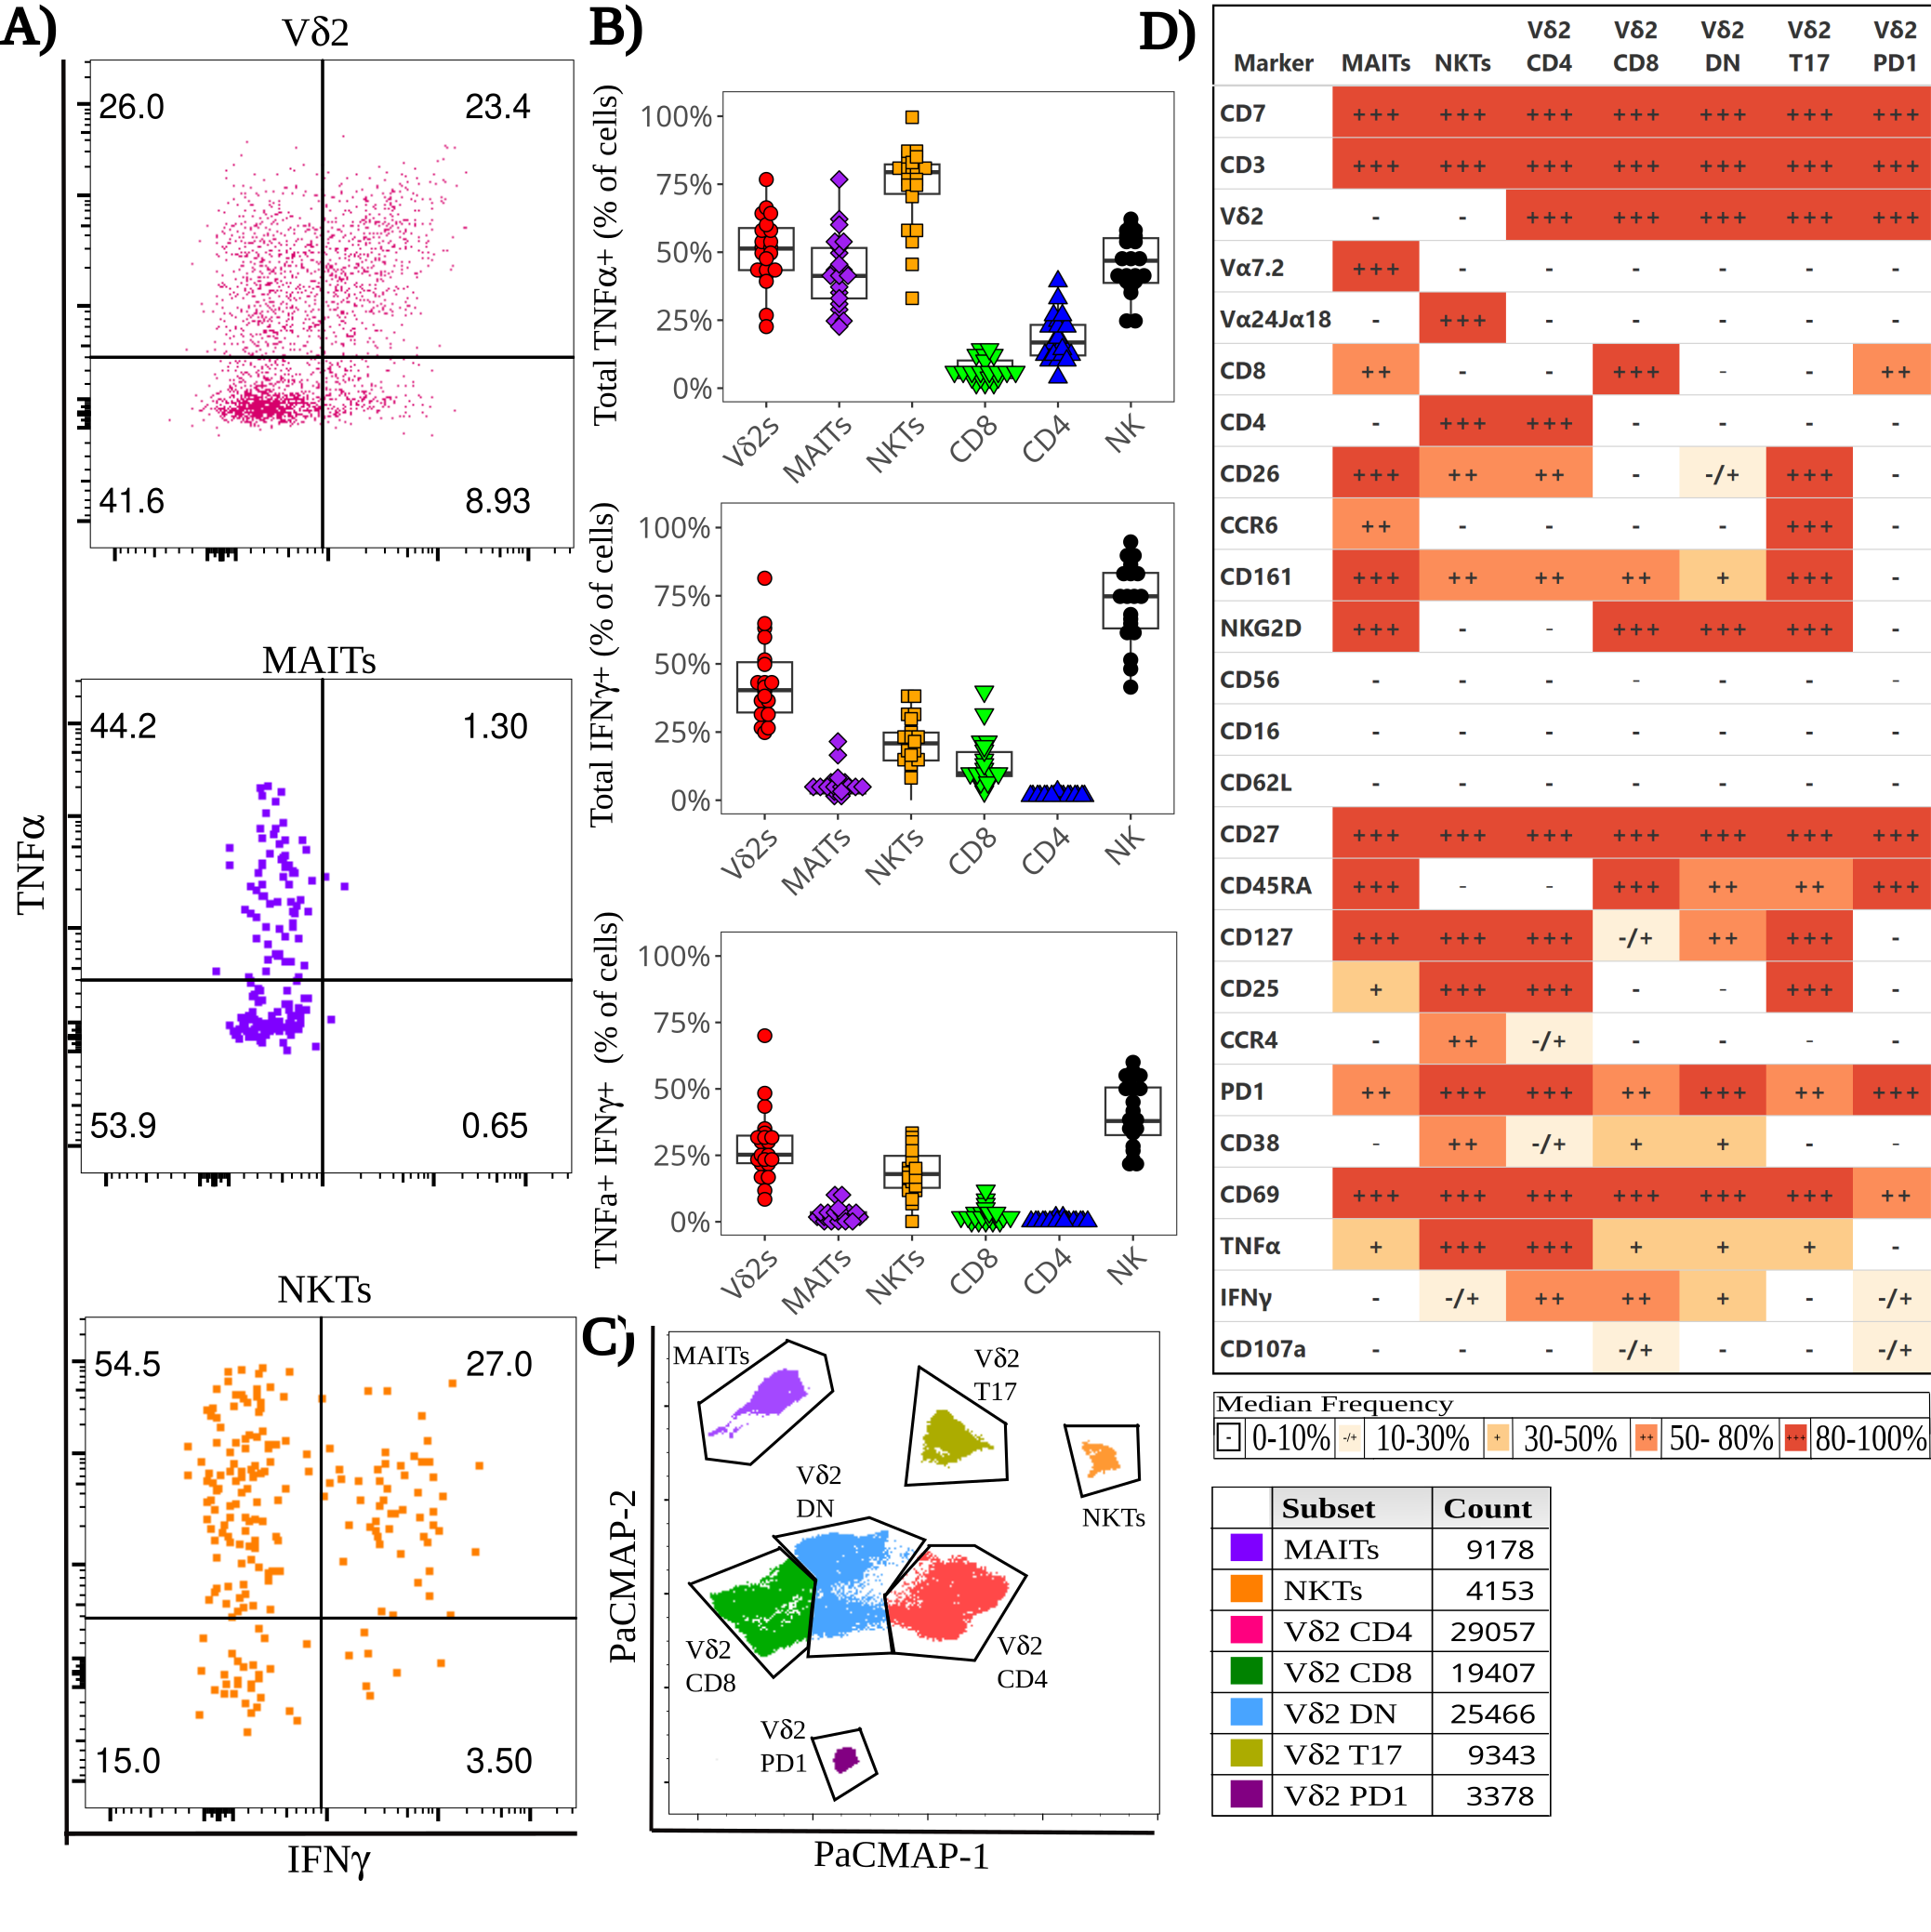 A)
Vδ2
26.0 23.4
41.6 8.93
MAITs
44.2 1.30
53.9 0.65
NKTs
54.5 27.0
15.0 3.50
TNFα
IFNγ
B)
Total TNFα+ (% of cells)
100%
75%
50%
25%
0%
Vδ2s MAITs NKTs CD8 CD4 NK
Total IFNγ+ (% of cells)
100%
75%
50%
25%
0%
Vδ2s MAITs NKTs CD8 CD4 NK
TNFa+ IFNγ+ (% of cells)
100%
75%
50%
25%
0%
Vδ2s MAITs NKTs CD8 CD4 NK
C)
MAITs
Vδ2
T17
NKTs
Vδ2
DN
Vδ2
CD8
Vδ2
CD4
Vδ2
PD1
PaCMAP-2
PaCMAP-1
D)
Vδ2 Vδ2 Vδ2 Vδ2 Vδ2
Marker MAITs NKTs CD4 CD8 DN T17 PD1
CD7 +++ +++ +++ +++ +++ +++ +++
CD3 +++ +++ +++ +++ +++ +++ +++
Vδ2 - - +++ +++ +++ +++ +++
Vα7.2 +++ - - - - - -
Vα24Jα18 - +++ - - - - -
CD8 ++ - - +++ - - ++
CD4 - +++ +++ - - - -
CD26 +++ ++ ++ - -/+ +++ -
CCR6 ++ - - - - +++ -
CD161 +++ ++ ++ ++ + +++ -
NKG2D +++ - - +++ +++ +++ -
CD56 - - - - - - -
CD16 - - - - - - -
CD62L - - - - - - -
CD27 +++ +++ +++ +++ +++ +++ +++
CD45RA +++ - - +++ ++ ++ +++
CD127 +++ +++ +++ -/+ ++ +++ -
CD25 + +++ +++ - - +++ -
CCR4 - ++ -/+ - - - -
PD1 ++ +++ +++ ++ +++ ++ +++
CD38 - ++ -/+ + + - -
CD69 +++ +++ +++ +++ +++ +++ ++
TNFα + +++ +++ + + + -
IFNγ - -/+ ++ ++ + - -/+
CD107a - - - -/+ - - -/+
Median Frequency
- 0-10% -/+ 10-30% + 30-50% ++ 50- 80% +++ 80-100%
Subset Count
MAITs 9178
NKTs 4153
Vδ2 CD4 29057
Vδ2 CD8 19407
Vδ2 DN 25466
Vδ2 T17 9343
Vδ2 PD1 3378